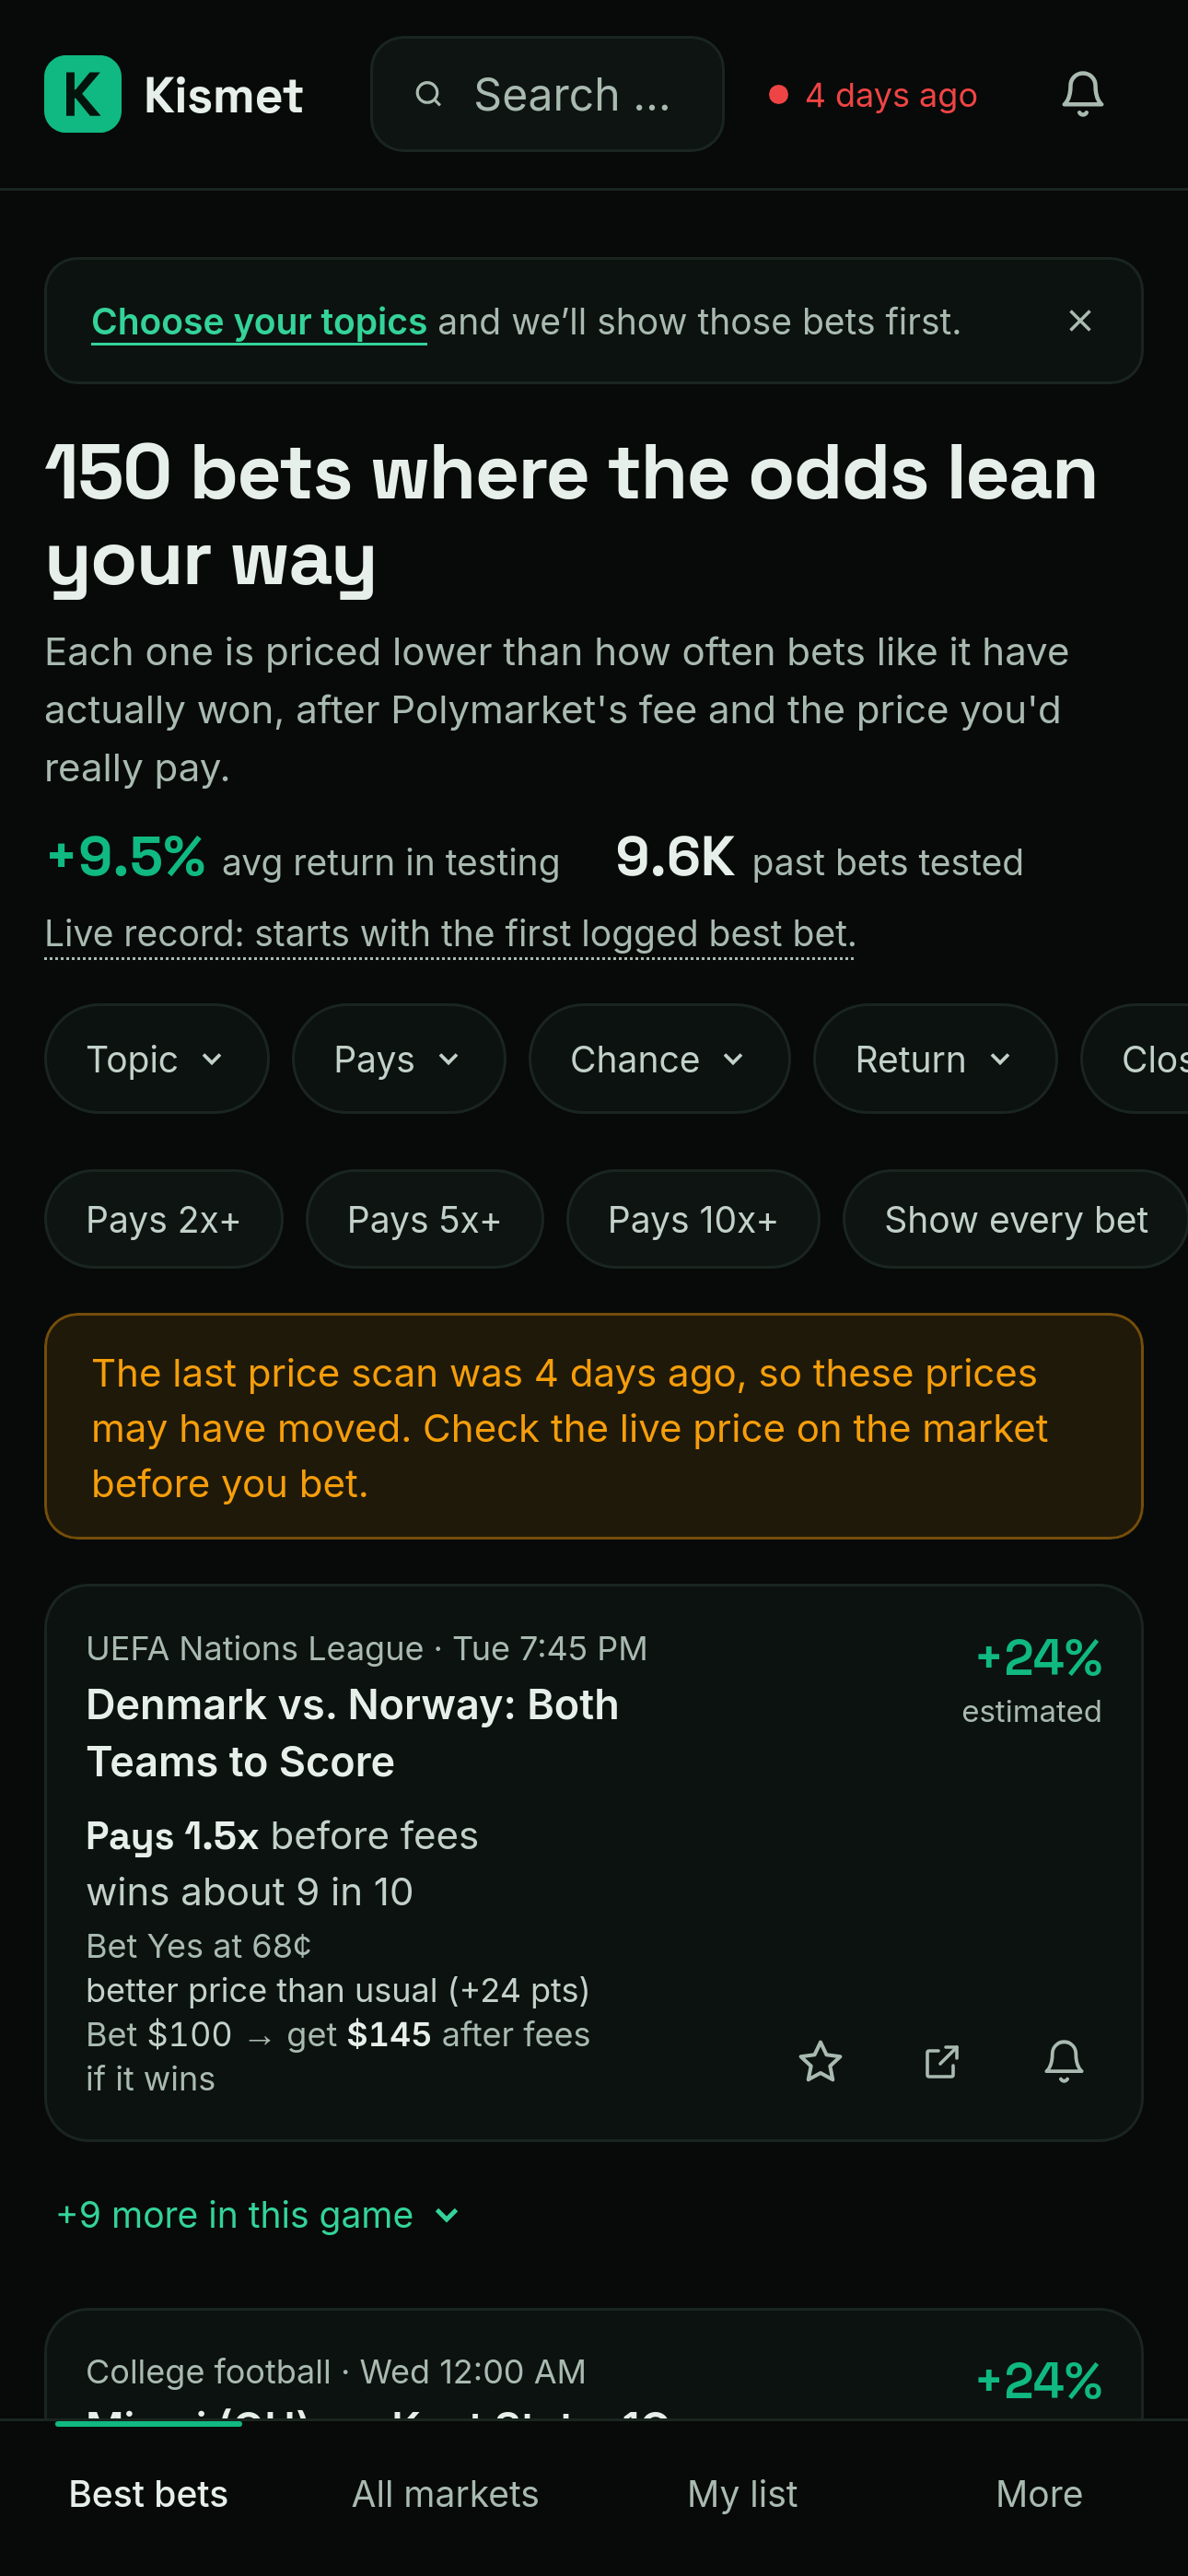 K Kismet
Search ...
4 days ago
Choose your topics and we’ll show those bets first.
150 bets where the odds lean
your way
Each one is priced lower than how often bets like it have
actually won, after Polymarket's fee and the price you'd
really pay.
+9.5% avg return in testing 9.6K past bets tested
Live record: starts with the first logged best bet.
Topic Pays Chance Return
Pays 2x+ Pays 5x+ Pays 10x+ Show every bet
The last price scan was 4 days ago, so these prices
may have moved. Check the live price on the market
before you bet.
UEFA Nations League · Tue 7:45 PM
+24%
estimated
Denmark vs. Norway: Both
Teams to Score
Pays 1.5x before fees
wins about 9 in 10
Bet Yes at 68¢
better price than usual (+24 pts)
Bet $100 → get $145 after fees
if it wins
+9 more in this game
College football · Wed 12:00 AM
+24%
Best bets All markets My list More